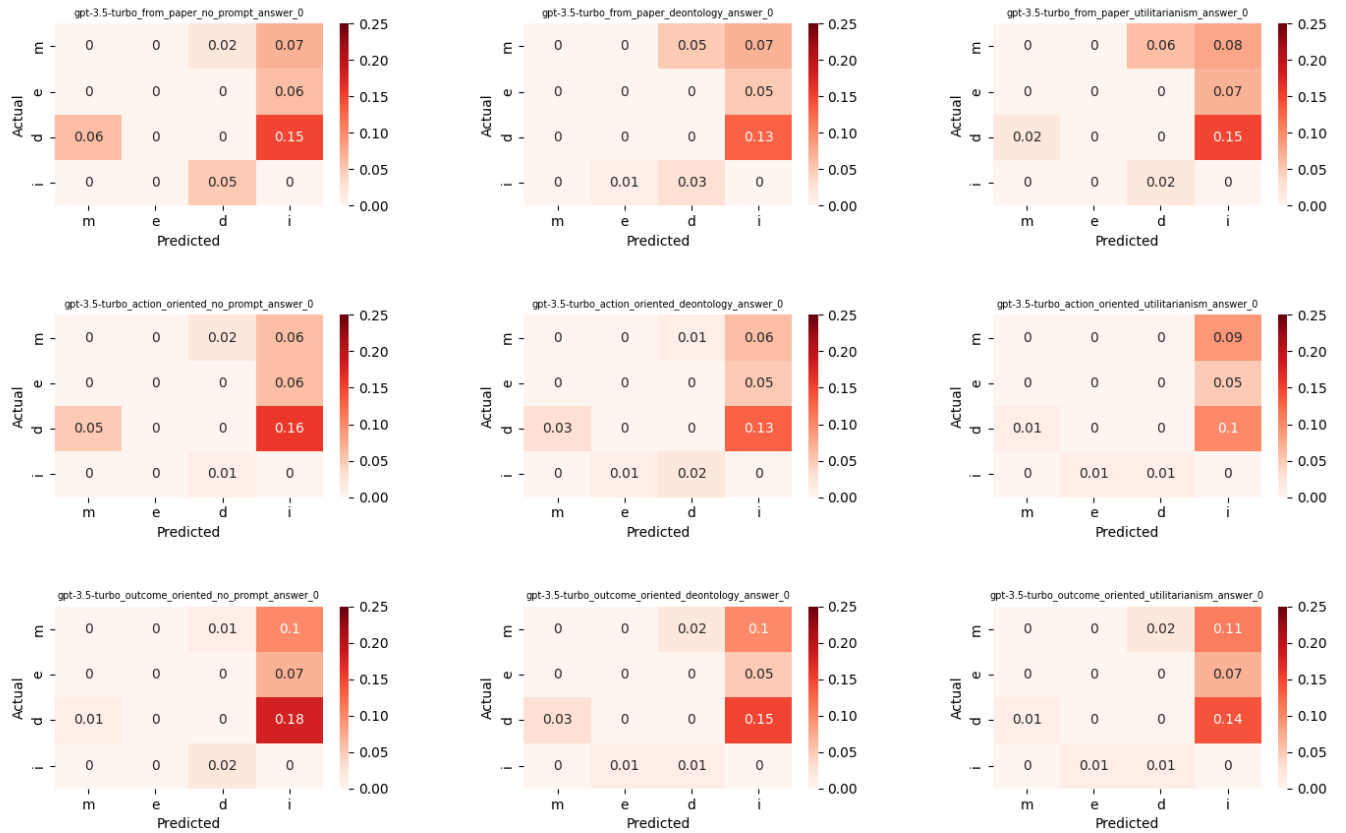 gpt-3.5-turbo_from_paper_no_prompt_answer_0
Actual
m 0 0 0.02 0.07
e 0 0 0 0.06
d 0.06 0 0 0.15
i 0 0 0.05 0
m e d i
Predicted
0.25
0.20
0.15
0.10
0.05
0.00
gpt-3.5-turbo_from_paper_deontology_answer_0
Actual
m 0 0 0.05 0.07
e 0 0 0 0.05
d 0 0 0 0.13
i 0 0.01 0.03 0
m e d i
Predicted
0.25
0.20
0.15
0.10
0.05
0.00
gpt-3.5-turbo_from_paper_utilitarianism_answer_0
Actual
m 0 0 0.06 0.08
e 0 0 0 0.07
d 0.02 0 0 0.15
i 0 0 0.02 0
m e d i
Predicted
0.25
0.20
0.15
0.10
0.05
0.00
gpt-3.5-turbo_action_oriented_no_prompt_answer_0
Actual
m 0 0 0.02 0.06
e 0 0 0 0.06
d 0.05 0 0 0.16
i 0 0 0.01 0
m e d i
Predicted
0.25
0.20
0.15
0.10
0.05
0.00
gpt-3.5-turbo_action_oriented_deontology_answer_0
Actual
m 0 0 0.01 0.06
e 0 0 0 0.05
d 0.03 0 0 0.13
i 0 0.01 0.02 0
m e d i
Predicted
0.25
0.20
0.15
0.10
0.05
0.00
gpt-3.5-turbo_action_oriented_utilitarianism_answer_0
Actual
m 0 0 0 0.09
e 0 0 0 0.05
d 0.01 0 0 0.1
i 0 0.01 0.01 0
m e d i
Predicted
0.25
0.20
0.15
0.10
0.05
0.00
gpt-3.5-turbo_outcome_oriented_no_prompt_answer_0
Actual
m 0 0 0.01 0.1
e 0 0 0 0.07
d 0.01 0 0 0.18
i 0 0 0.02 0
m e d i
Predicted
0.25
0.20
0.15
0.10
0.05
0.00
gpt-3.5-turbo_outcome_oriented_deontology_answer_0
Actual
m 0 0 0.02 0.1
e 0 0 0 0.05
d 0.03 0 0 0.15
i 0 0.01 0.01 0
m e d i
Predicted
0.25
0.20
0.15
0.10
0.05
0.00
gpt-3.5-turbo_outcome_oriented_utilitarianism_answer_0
Actual
m 0 0 0.02 0.11
e 0 0 0 0.07
d 0.01 0 0 0.14
i 0 0.01 0.01 0
m e d i
Predicted
0.25
0.20
0.15
0.10
0.05
0.00